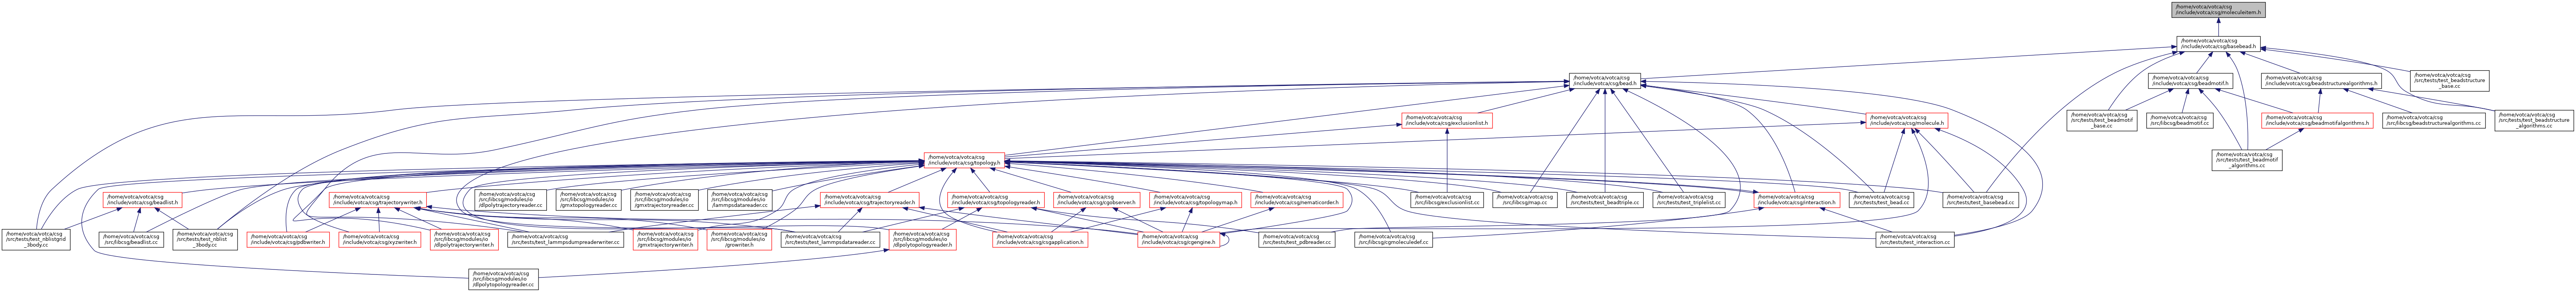 /home/votca/votca/csg
/include/votca/csg/moleculeitem.h
/home/votca/votca/csg
/include/votca/csg/basebead.h
/home/votca/votca/csg
/include/votca/csg/bead.h
/home/votca/votca/csg
/include/votca/csg/beadmotif.h
/home/votca/votca/csg
/include/votca/csg/beadstructurealgorithms.h
/home/votca/votca/csg
/src/tests/test_beadstructure
_base.cc
/home/votca/votca/csg
/include/votca/csg/exclusionlist.h
/home/votca/votca/csg
/include/votca/csg/molecule.h
/home/votca/votca/csg
/src/tests/test_beadmotif
_base.cc
/home/votca/votca/csg
/src/libcsg/beadmotif.cc
/home/votca/votca/csg
/include/votca/csg/beadmotifalgorithms.h
/home/votca/votca/csg
/src/libcsg/beadstructurealgorithms.cc
/home/votca/votca/csg
/src/tests/test_beadstructure
_algorithms.cc
/home/votca/votca/csg
/include/votca/csg/topology.h
/home/votca/votca/csg
/src/tests/test_beadmotif
_algorithms.cc
/home/votca/votca/csg
/include/votca/csg/beadlist.h
/home/votca/votca/csg
/include/votca/csg/trajectorywriter.h
/home/votca/votca/csg
/src/libcsg/modules/io
/dlpolytrajectoryreader.cc
/home/votca/votca/csg
/src/libcsg/modules/io
/gmxtopologyreader.cc
/home/votca/votca/csg
/src/libcsg/modules/io
/gmxtrajectoryreader.cc
/home/votca/votca/csg
/src/libcsg/modules/io
/lammpsdatareader.cc
/home/votca/votca/csg
/include/votca/csg/trajectoryreader.h
/home/votca/votca/csg
/include/votca/csg/topologyreader.h
/home/votca/votca/csg
/include/votca/csg/cgobserver.h
/home/votca/votca/csg
/include/votca/csg/topologymap.h
/home/votca/votca/csg
/include/votca/csg/nematicorder.h
/home/votca/votca/csg
/src/libcsg/exclusionlist.cc
/home/votca/votca/csg
/src/libcsg/map.cc
/home/votca/votca/csg
/src/tests/test_beadtriple.cc
/home/votca/votca/csg
/src/tests/test_triplelist.cc
/home/votca/votca/csg
/include/votca/csg/interaction.h
/home/votca/votca/csg
/src/tests/test_bead.cc
/home/votca/votca/csg
/src/tests/test_basebead.cc
/home/votca/votca/csg
/src/tests/test_nblistgrid
_3body.cc
/home/votca/votca/csg
/src/libcsg/beadlist.cc
/home/votca/votca/csg
/src/tests/test_nblist
_3body.cc
/home/votca/votca/csg
/include/votca/csg/pdbwriter.h
/home/votca/votca/csg
/include/votca/csg/xyzwriter.h
/home/votca/votca/csg
/src/libcsg/modules/io
/dlpolytrajectorywriter.h
/home/votca/votca/csg
/src/tests/test_lammpsdumpreaderwriter.cc
/home/votca/votca/csg
/src/libcsg/modules/io
/gmxtrajectorywriter.h
/home/votca/votca/csg
/src/libcsg/modules/io
/growriter.h
/home/votca/votca/csg
/src/tests/test_lammpsdatareader.cc
/home/votca/votca/csg
/src/libcsg/modules/io
/dlpolytopologyreader.h
/home/votca/votca/csg
/include/votca/csg/csgapplication.h
/home/votca/votca/csg
/include/votca/csg/cgengine.h
/home/votca/votca/csg
/src/tests/test_pdbreader.cc
/home/votca/votca/csg
/src/libcsg/cgmoleculedef.cc
/home/votca/votca/csg
/src/tests/test_interaction.cc
/home/votca/votca/csg
/src/libcsg/modules/io
/dlpolytopologyreader.cc